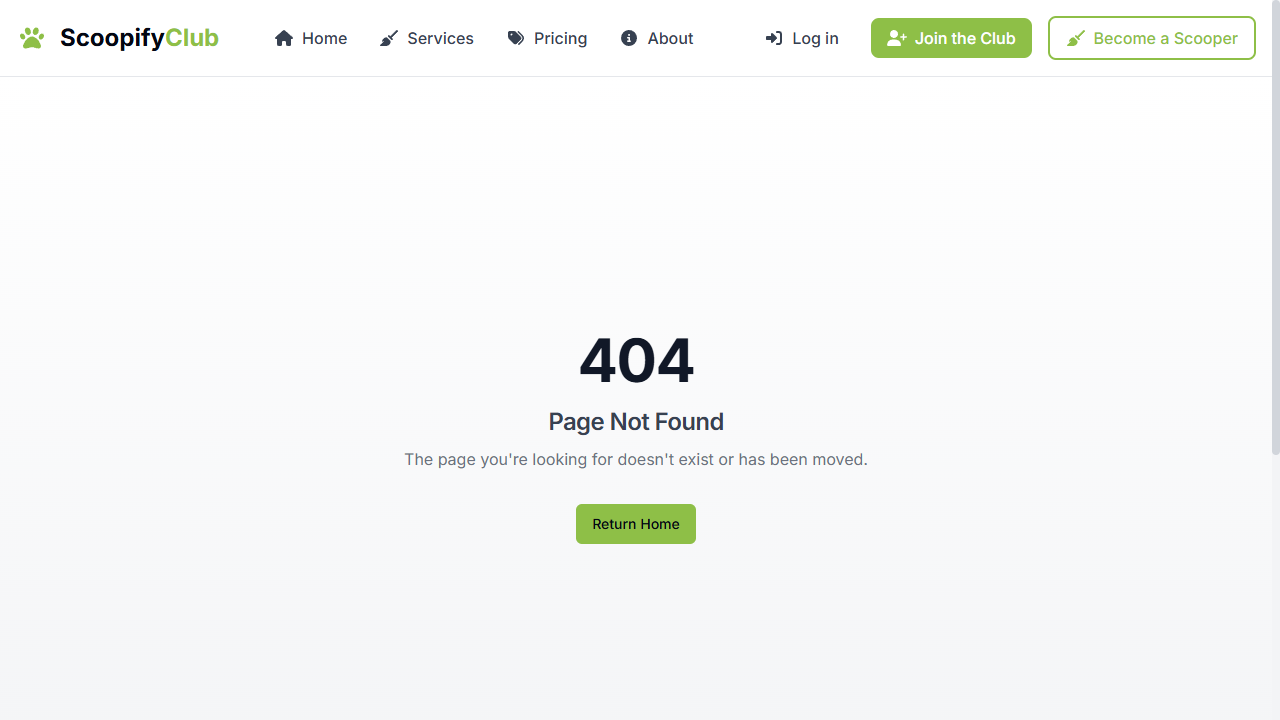 ScoopifyClub
Home
Services
Pricing
About
Log in
Join the Club
Become a Scooper
404
Page Not Found
The page you're looking for doesn't exist or has been moved.
Return Home